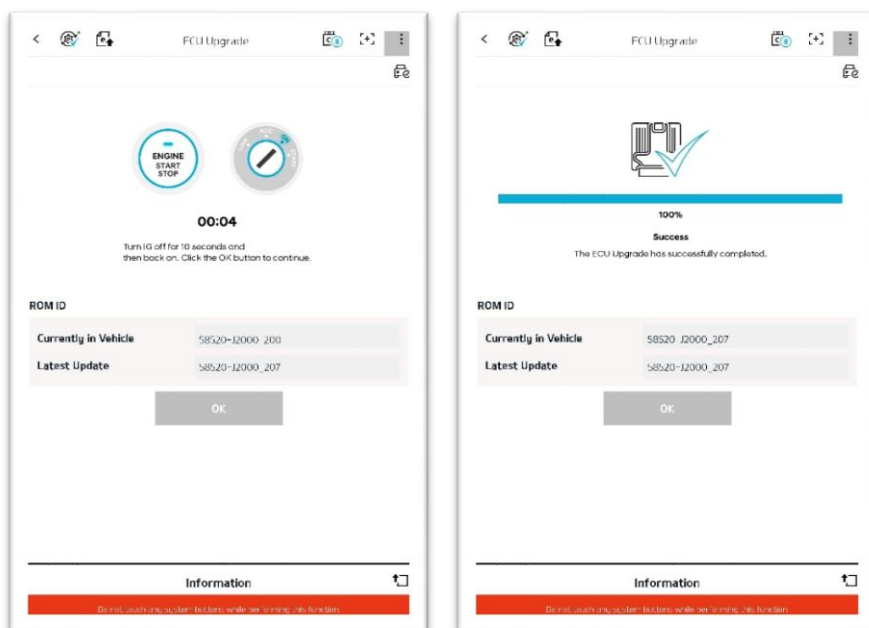 ECU Upgrade
ENGINE
START
STOP
ACC
00:04
Turn IG off for 10 seconds and
then back on. Click the OK button to continue.
ROM ID
Currently in Vehicle 58520-J2000_200
Latest Update 58520-J2000_207
OK
Information
Do not touch any system buttons while performing this function
ECU Upgrade
100%
Success
The ECU Upgrade has successfully completed.
ROM ID
Currently in Vehicle 58520-J2000_207
Latest Update 58520-J2000_207
OK
Information
Do not touch any system buttons while performing this function